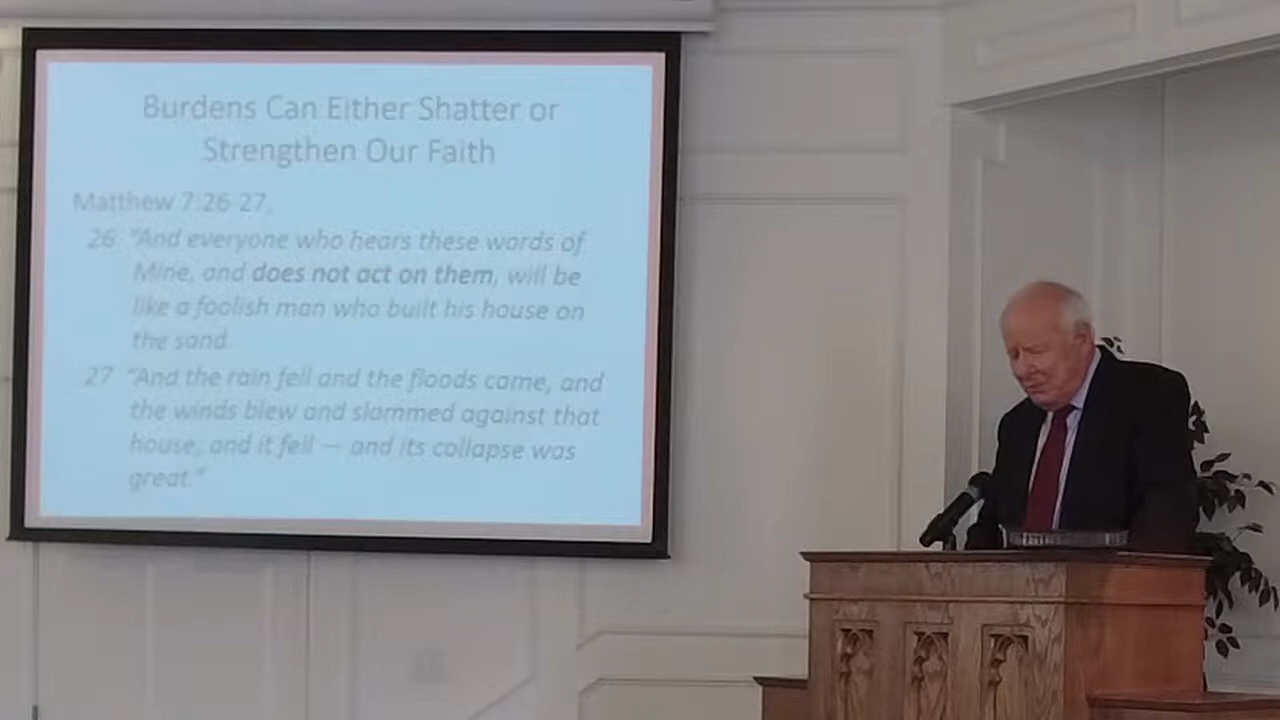 Burdens Can Either Shatter or
Strengthen Our Faith
Matthew 7:26-27,
26 "And everyone who hears these words of
Mine, and does not act on them, will be
like a foolish man who built his house on
the sand.
27 "And the rain fell and the floods came, and
the winds blew and slammed against that
house, and it fell — and its collapse was
great."